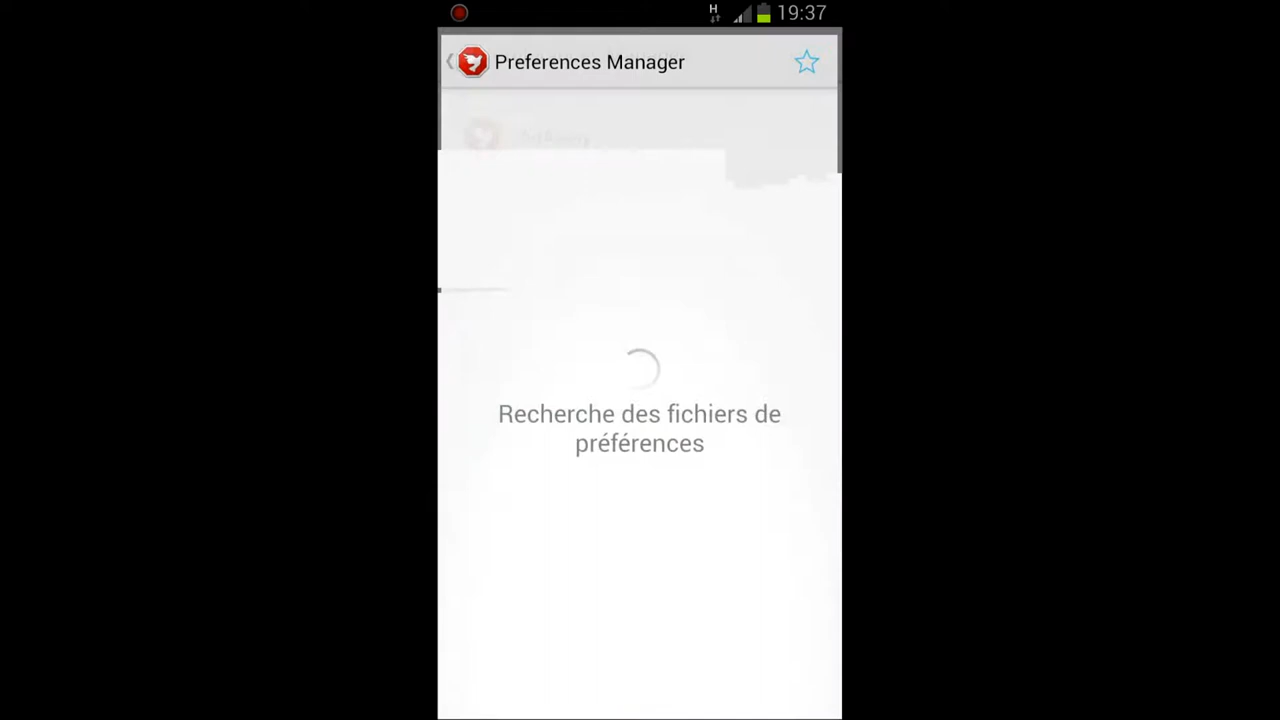 H 19:37
Preferences Manager
Recherche des fichiers de
préférences